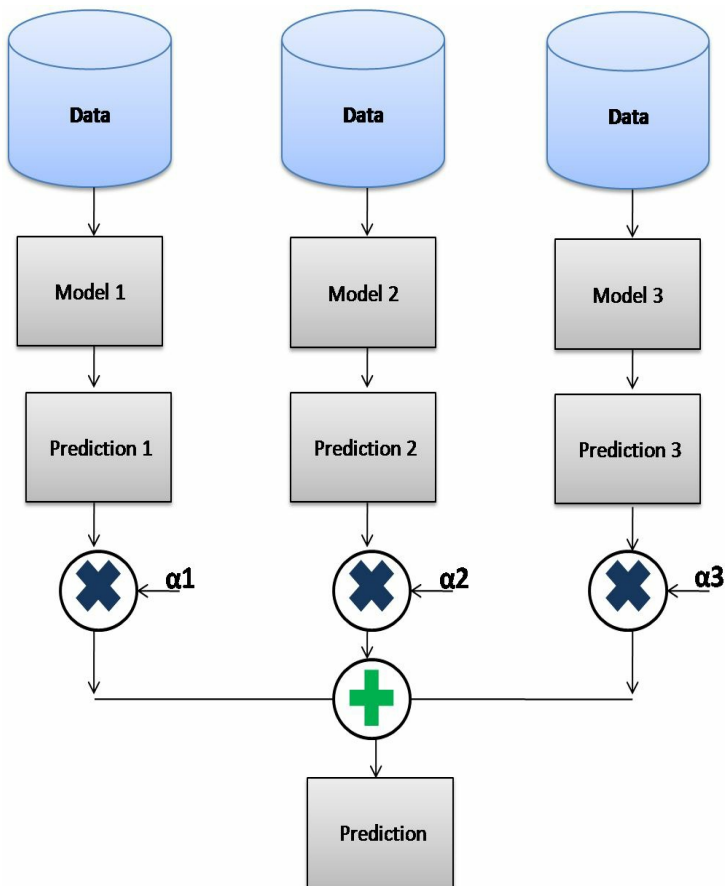 Data
Data
Data
Model 1
Model 2
Model 3
Prediction 1
Prediction 2
Prediction 3
α1
α2
α3
Prediction